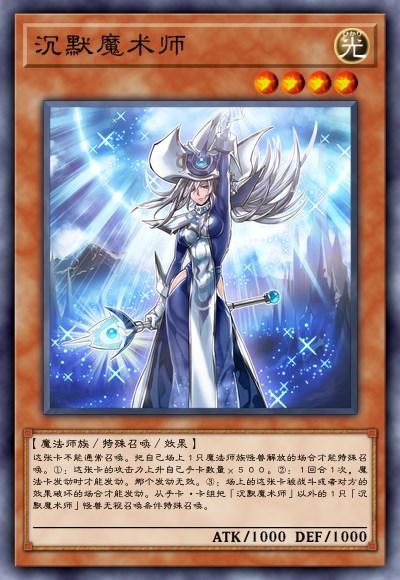 沉默魔术师
光
【魔法师族／特殊召唤／效果】
这张卡不能通常召唤。把自己场上1只魔法师族怪兽解放的场合才能特殊召
唤。①：这张卡的攻击力上升自己手卡数量×５００。②：1回合1次，魔
法卡发动时才能发动。那个发动无效。③：场上的这张卡被战斗或者对方的
效果破坏的场合才能发动。从手卡·卡组把「沉默魔术师」以外的1只「沉
默魔术师」怪兽无视召唤条件特殊召唤。
ATK/1000 DEF/1000